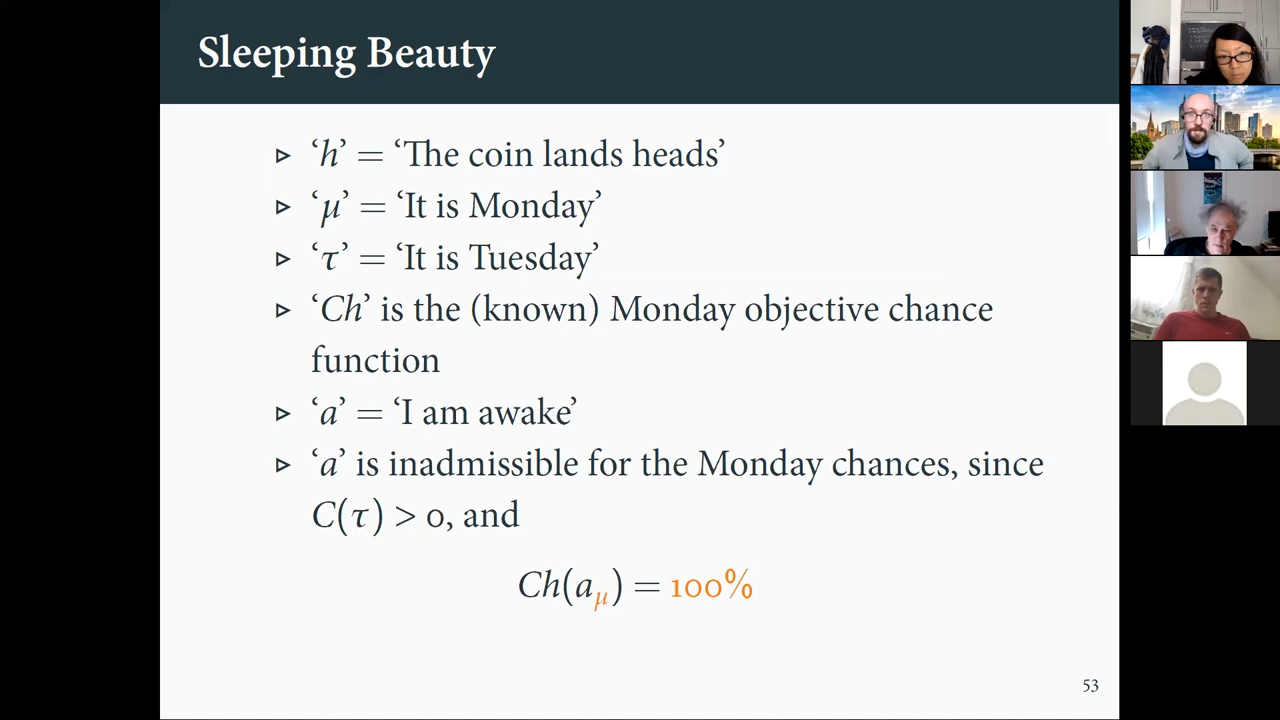 Sleeping Beauty
▹ ‘h’ = ‘The coin lands heads’
▹ ‘μ’ = ‘It is Monday’
▹ ‘τ’ = ‘It is Tuesday’
▹ ‘Ch’ is the (known) Monday objective chance
function
▹ ‘a’ = ‘I am awake’
▹ ‘a’ is inadmissible for the Monday chances, since
C(τ) > 0, and
Ch(aμ) = 100%
53